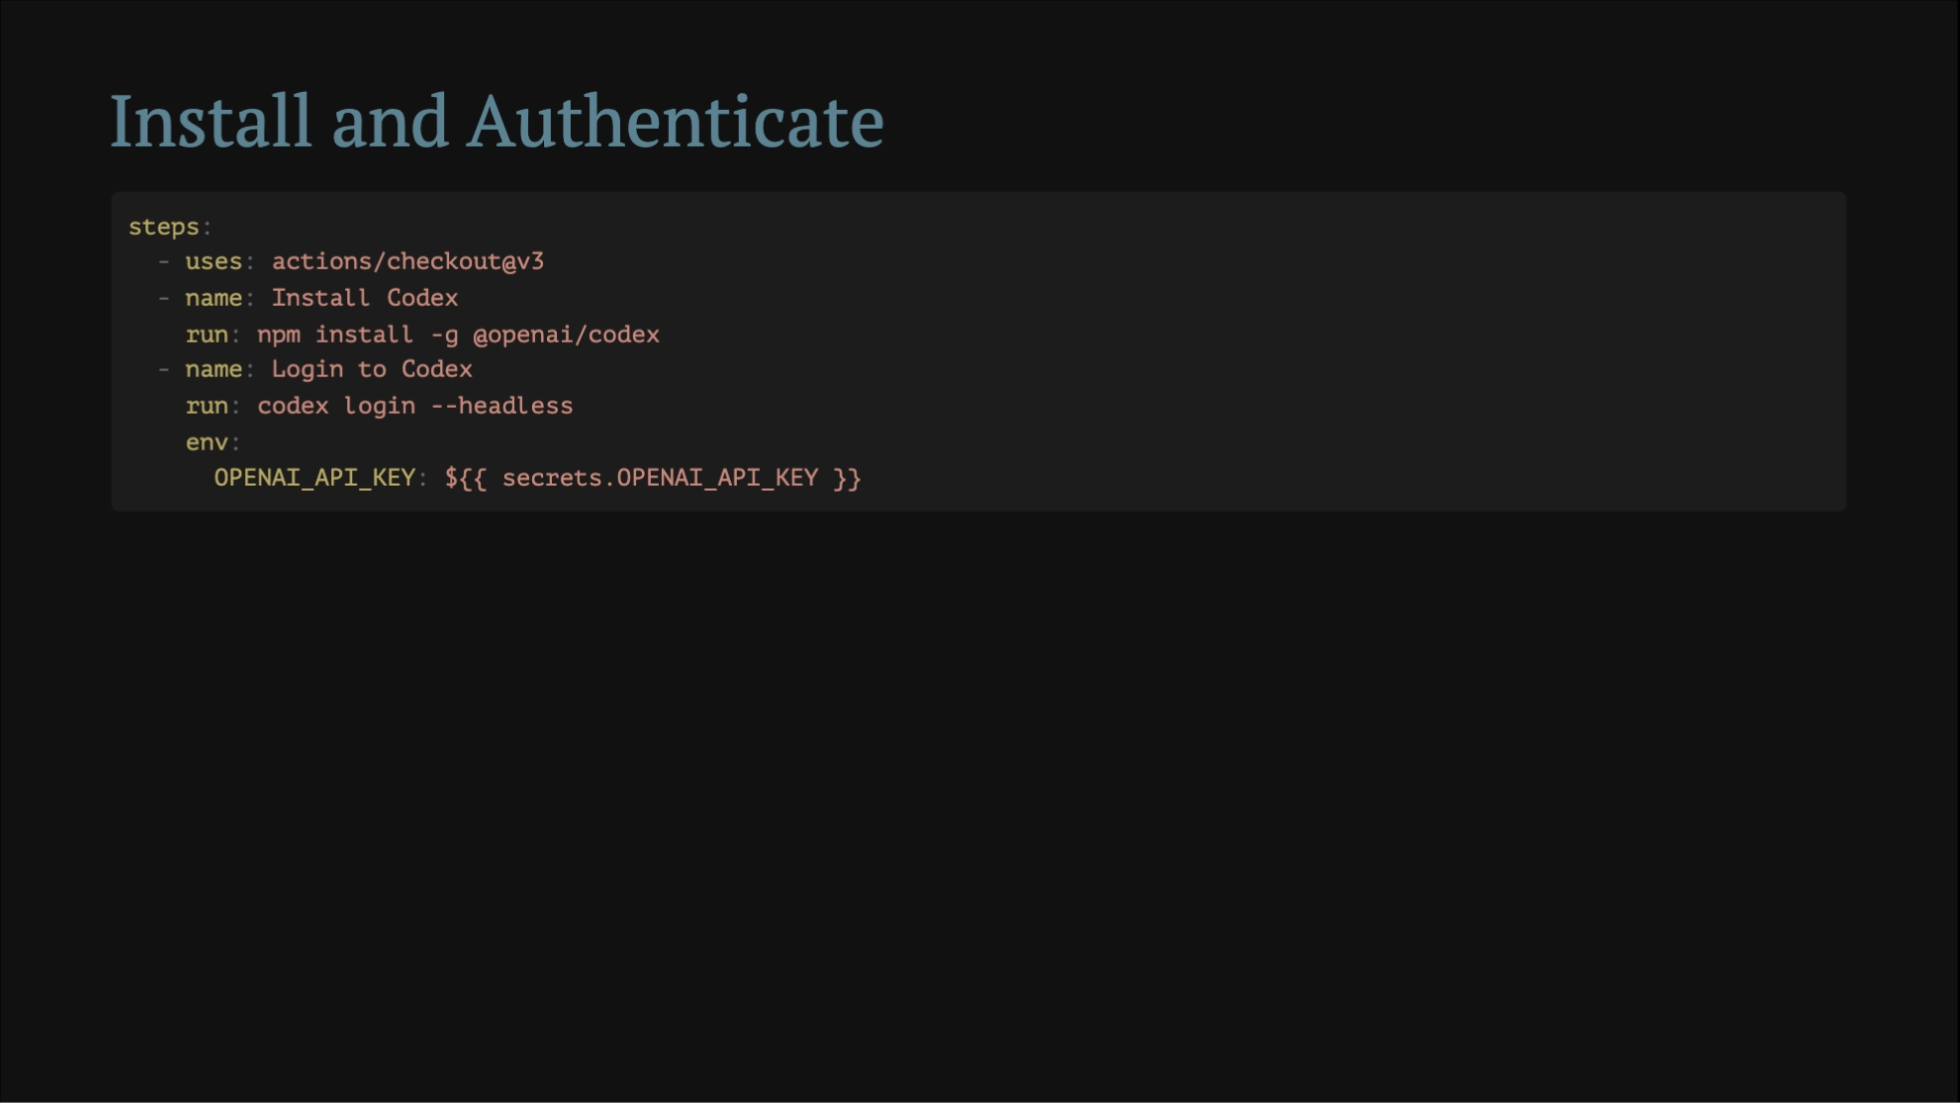 Install and Authenticate
steps:
  - uses: actions/checkout@v3
  - name: Install Codex
    run: npm install -g @openai/codex
  - name: Login to Codex
    run: codex login --headless
    env:
      OPENAI_API_KEY: ${{ secrets.OPENAI_API_KEY }}